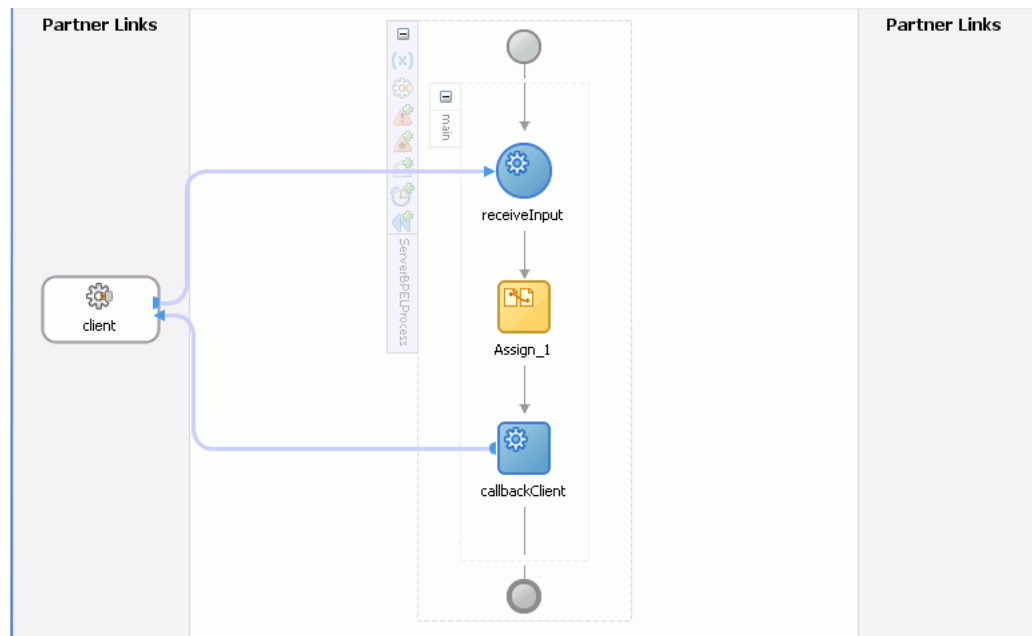 Partner Links
Partner Links
(x)
main
receiveInput
ServerBPELProcess
client
Assign_1
callbackClient